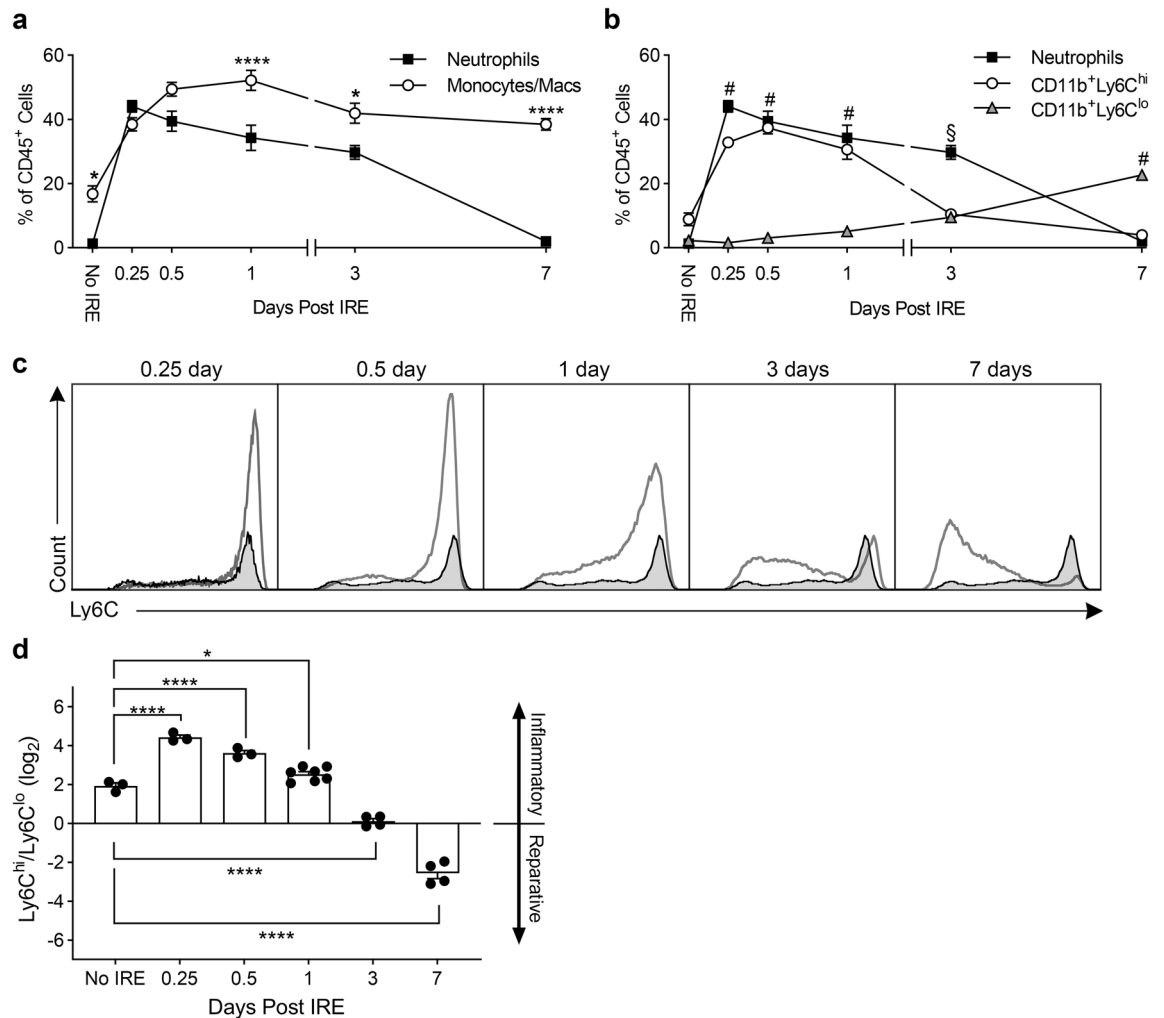 a
60
40
20
0
% of CD45+ Cells
Neutrophils
Monocytes/Macs
*
****
*
****
No IRE
0.25
0.5
1
3
7
Days Post IRE
b
60
40
20
0
% of CD45+ Cells
Neutrophils
CD11b+Ly6Chi
CD11b+Ly6Clo
#
#
#
§
#
No IRE
0.25
0.5
1
3
7
Days Post IRE
c
0.25 day
0.5 day
1 day
3 days
7 days
Count
Ly6C
d
*
****
****
****
****
6
4
2
0
-2
-4
-6
Ly6Chi/Ly6Clo (log2)
Inflammatory
Reparative
No IRE
0.25
0.5
1
3
7
Days Post IRE